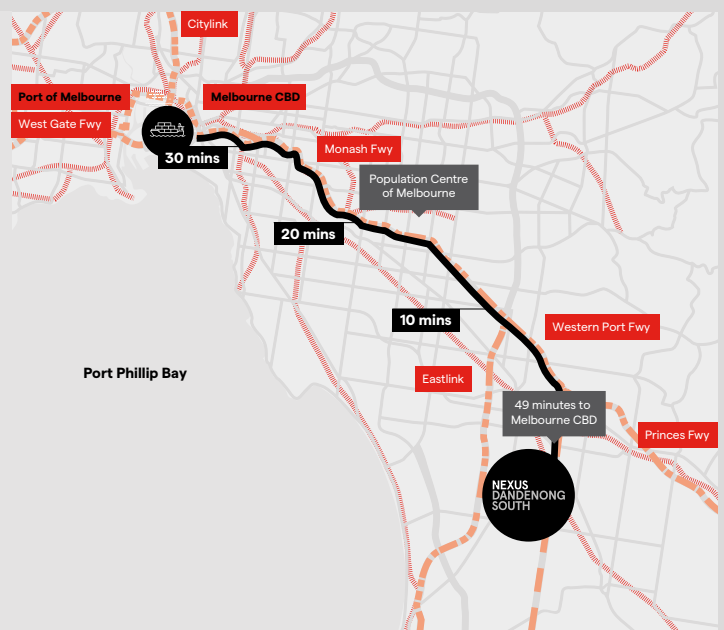 Citylink
Port of Melbourne
Melbourne CBD
West Gate Fwy
Monash Fwy
30 mins
Population Centre
of Melbourne
20 mins
10 mins
Western Port Fwy
Port Phillip Bay
Eastlink
49 minutes to
Melbourne CBD
Princes Fwy
NEXUS
DANDENONG
SOUTH